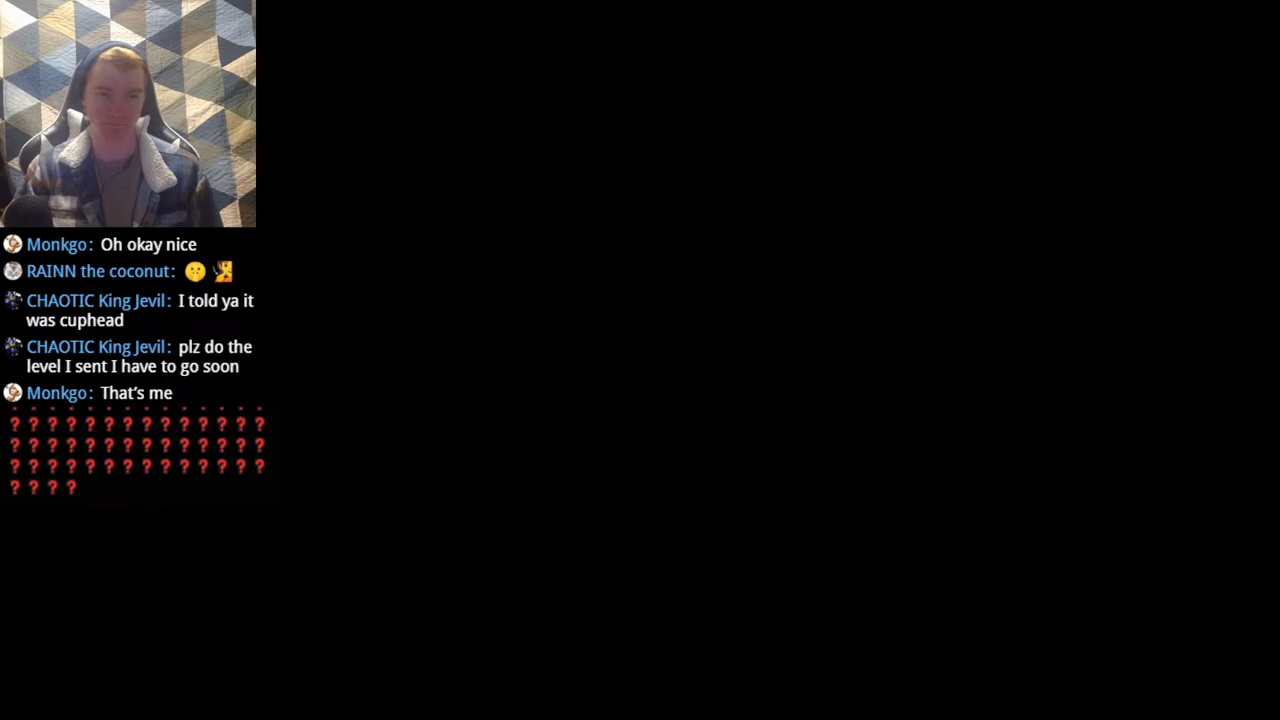 Monkgo: Oh okay nice
RAINN the coconut: 🤫 🧏
CHAOTIC King Jevil: I told ya it
was cuphead
CHAOTIC King Jevil: plz do the
level I sent I have to go soon
Monkgo: That's me
❓❓❓❓❓❓❓❓❓❓❓❓❓❓
❓❓❓❓❓❓❓❓❓❓❓❓❓❓
❓❓❓❓❓❓❓❓❓❓❓❓❓❓
❓❓❓❓